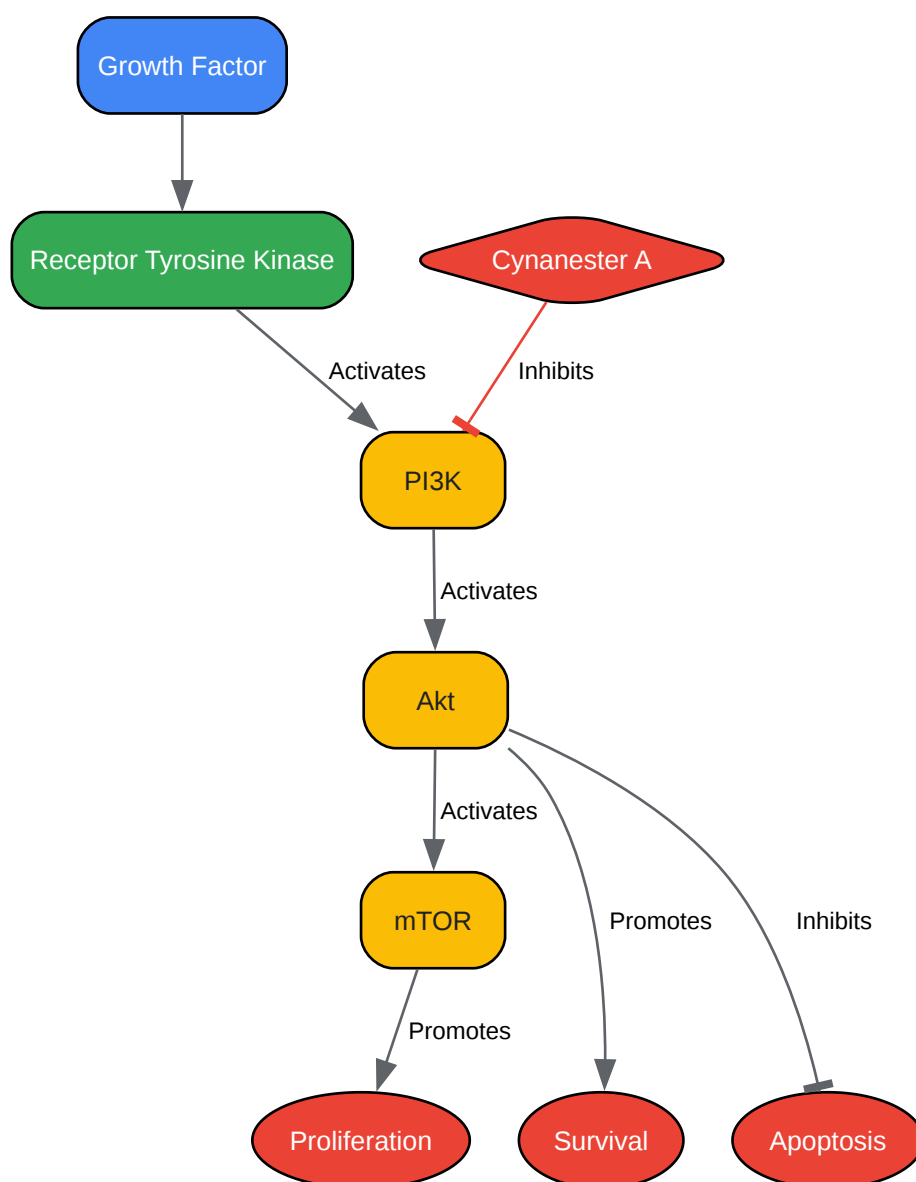 Growth Factor
Receptor Tyrosine Kinase
Cynanester A
Activates
Inhibits
PI3K
Activates
Akt
Activates
mTOR
Promotes
Inhibits
Promotes
Proliferation
Survival
Apoptosis